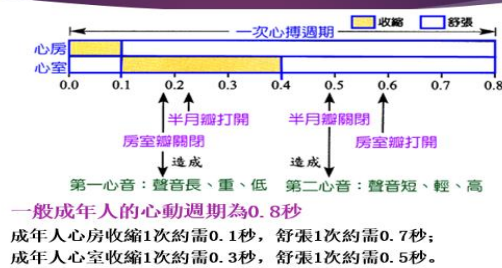 收縮 舒張
一次心搏週期
心房
心室
0.0 0.1 0.2 0.3 0.4 0.5 0.6 0.7 0.8
半月瓣打開 半月瓣關閉
房室瓣關閉 房室瓣打開
造成 造成
第一心音：聲音長、重、低 第二心音：聲音短、輕、高
一般成年人的心動週期為0.8秒
成年人心房收縮1次約需0.1秒，舒張1次約需0.7秒；
成年人心室收縮1次約需0.3秒，舒張1次約需0.5秒。